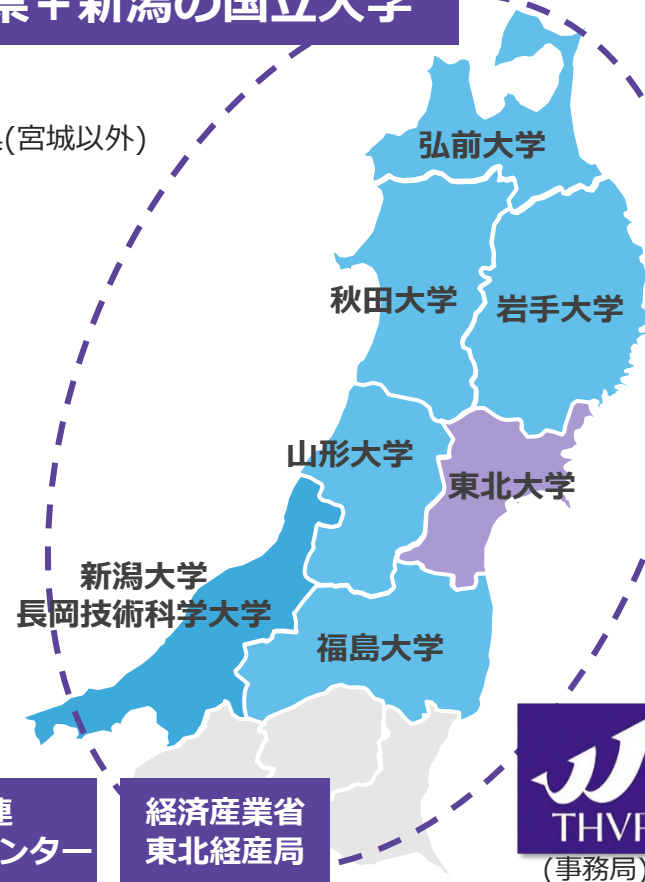 県＋新潟の国立大学
(宮城以外)
弘前大学
秋田大学
岩手大学
山形大学
東北大学
新潟大学
長岡技術科学大学
福島大学
連
ンター
経済産業省
東北経産局
THVP
(事務局)